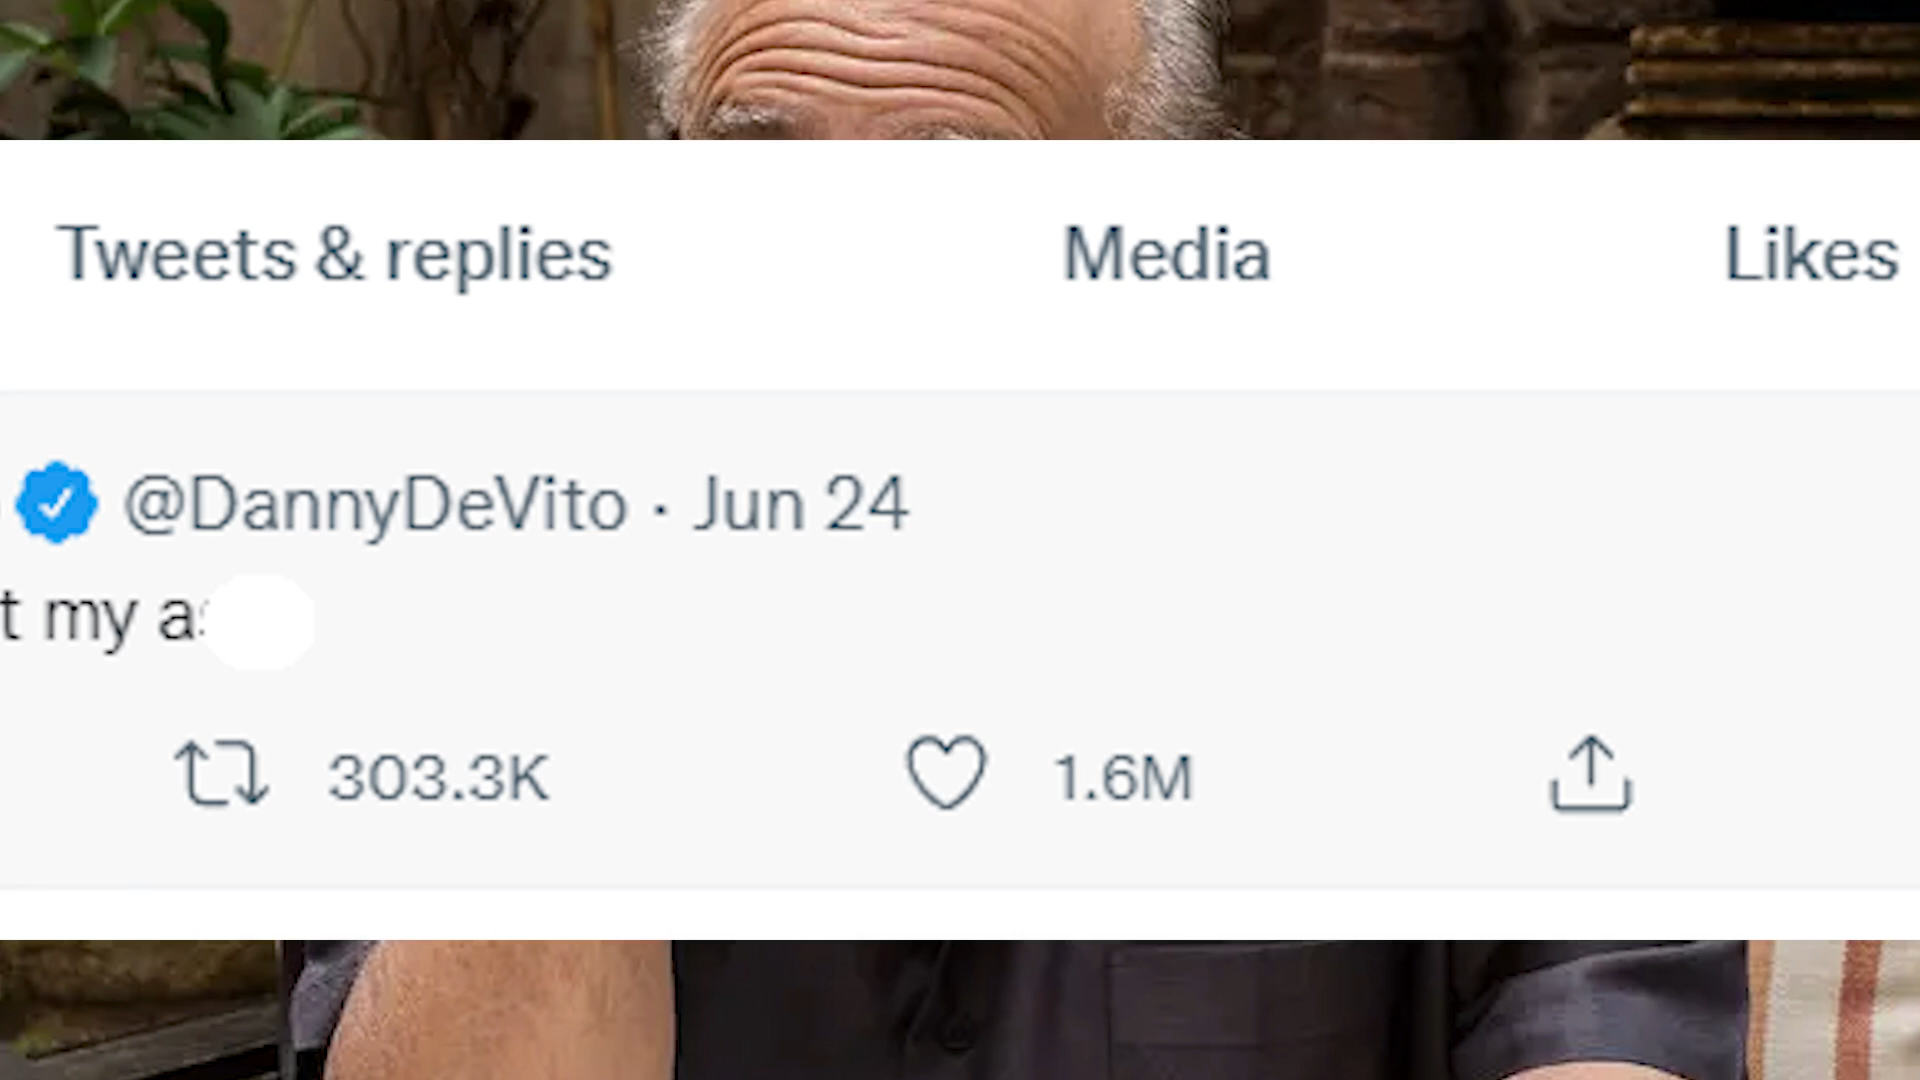 Tweets & replies Media Likes
@DannyDeVito · Jun 24
my
303.3K 1.6M